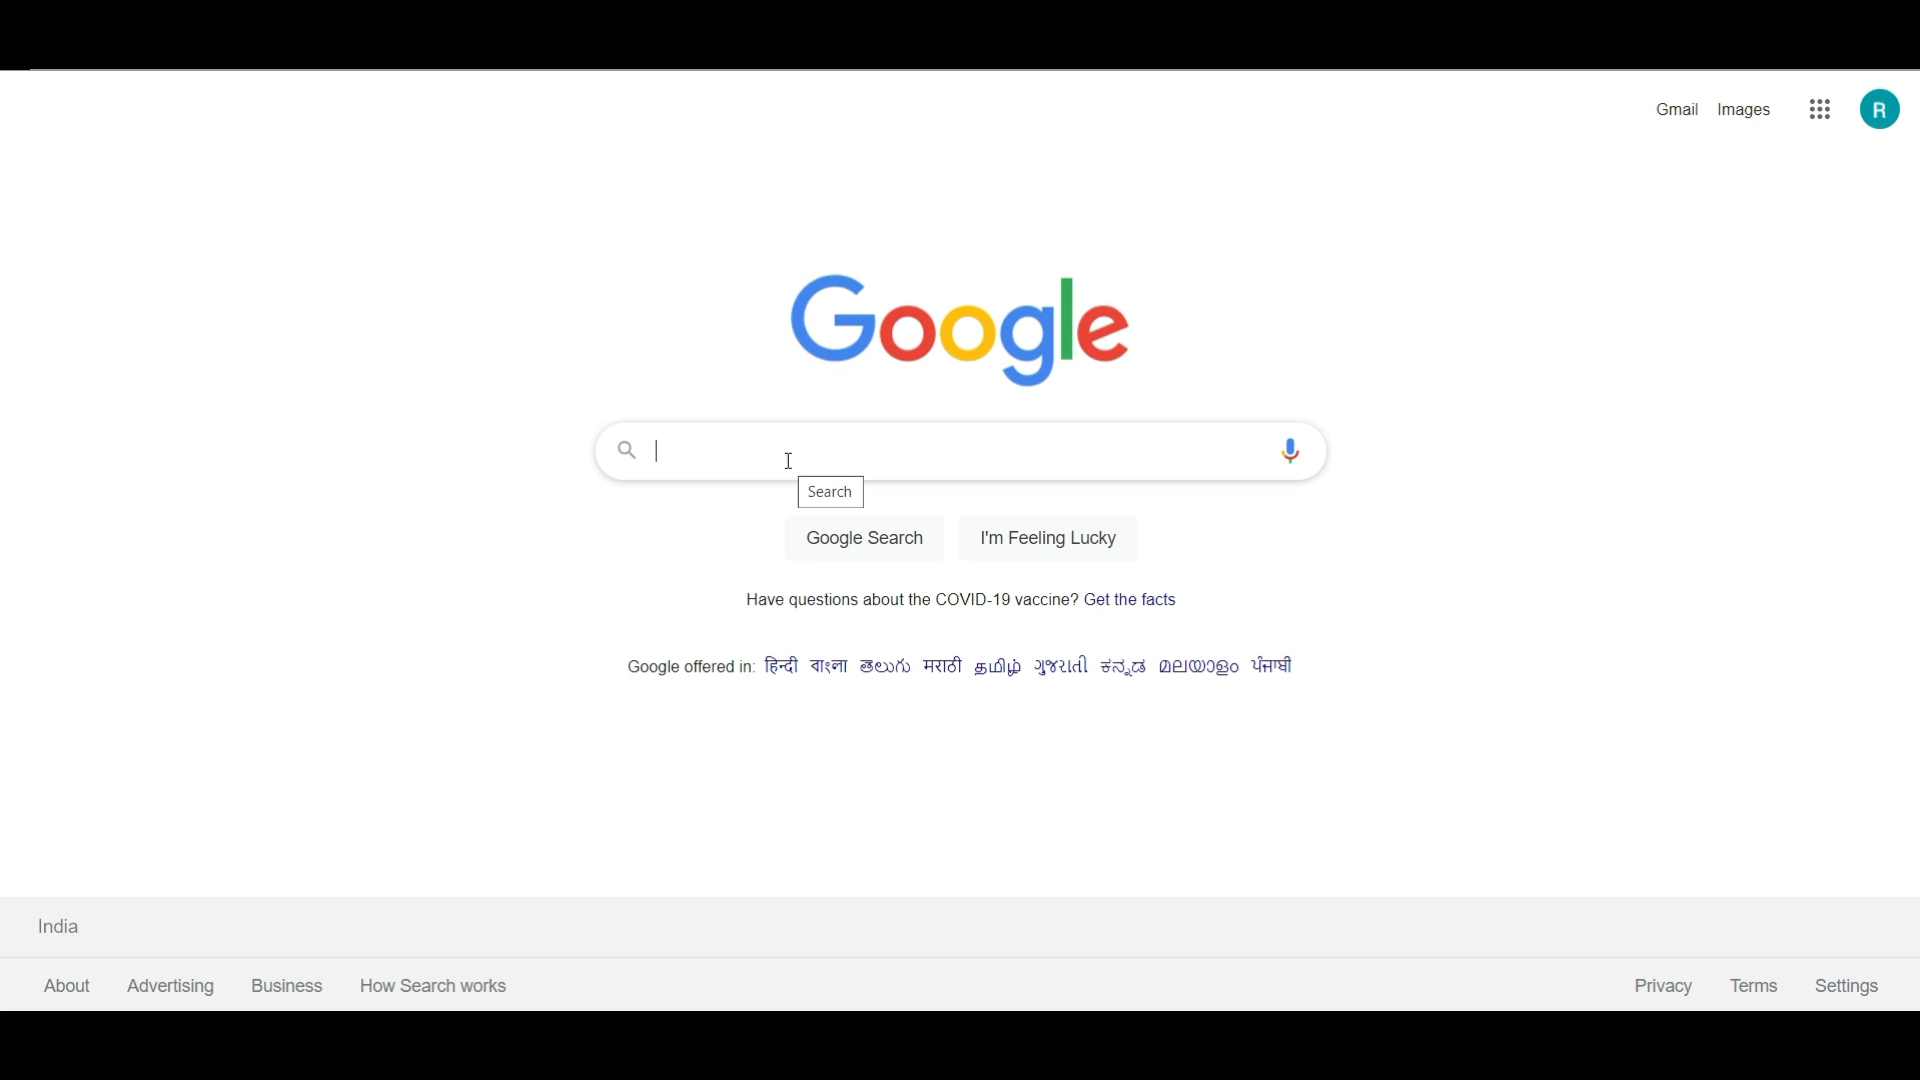 Gmail Images R
Google
Search
Google Search I'm Feeling Lucky
Have questions about the COVID-19 vaccine? Get the facts
Google offered in: हिन्दी বাংলা తెలుగు मराठी தமிழ் ગુજરાતી ಕನ್ನಡ മലയാളം ਪੰਜਾਬੀ
India
About Advertising Business How Search works Privacy Terms Settings